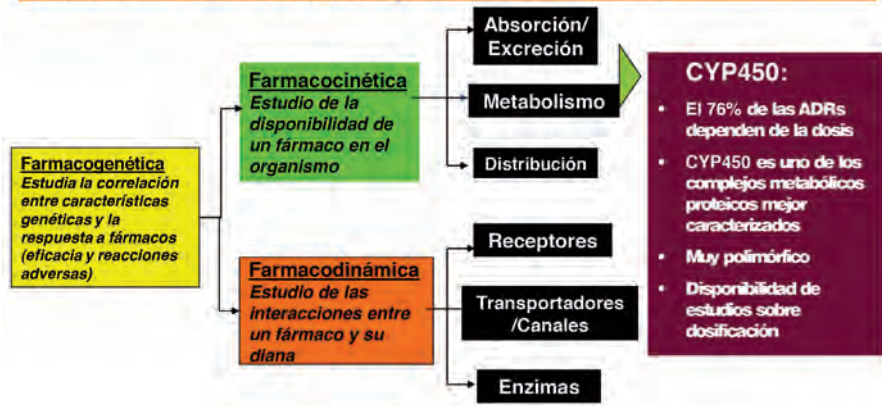 Farmacogenética
Estudia la correlación
entre características
genéticas y la
respuesta a fármacos
(eficacia y reacciones
adversas)
Farmacocinética
Estudio de la
disponibilidad de
un fármaco en el
organismo
Farmacodinámica
Estudio de las
interacciones entre
un fármaco y su
diana
Absorción/
Excreción
Metabolismo
Distribución
Receptores
Transportadores
/Canales
Enzimas
CYP450:
• El 76% de las ADRs
dependen de la dosis
• CYP450 es uno de los
complejos metabólicos
proteicos mejor
caracterizados
• Muy polimórfico
• Disponibilidad de
estudios sobre
dosificación